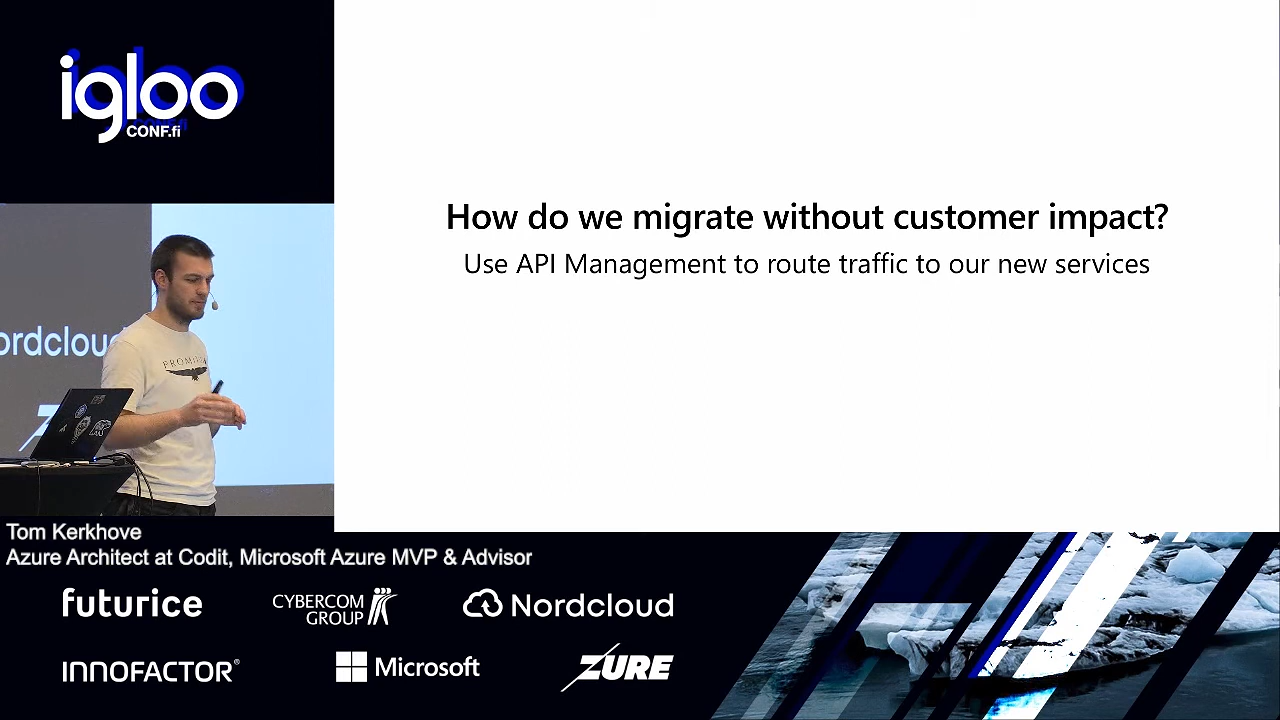 igloo
CONF.fi
How do we migrate without customer impact?
Use API Management to route traffic to our new services
ordcloud
Tom Kerkhove
Azure Architect at Codit, Microsoft Azure MVP & Advisor
futurice
CYBERCOM
GROUP
Nordcloud
INNOFACTOR®
Microsoft
ZURE